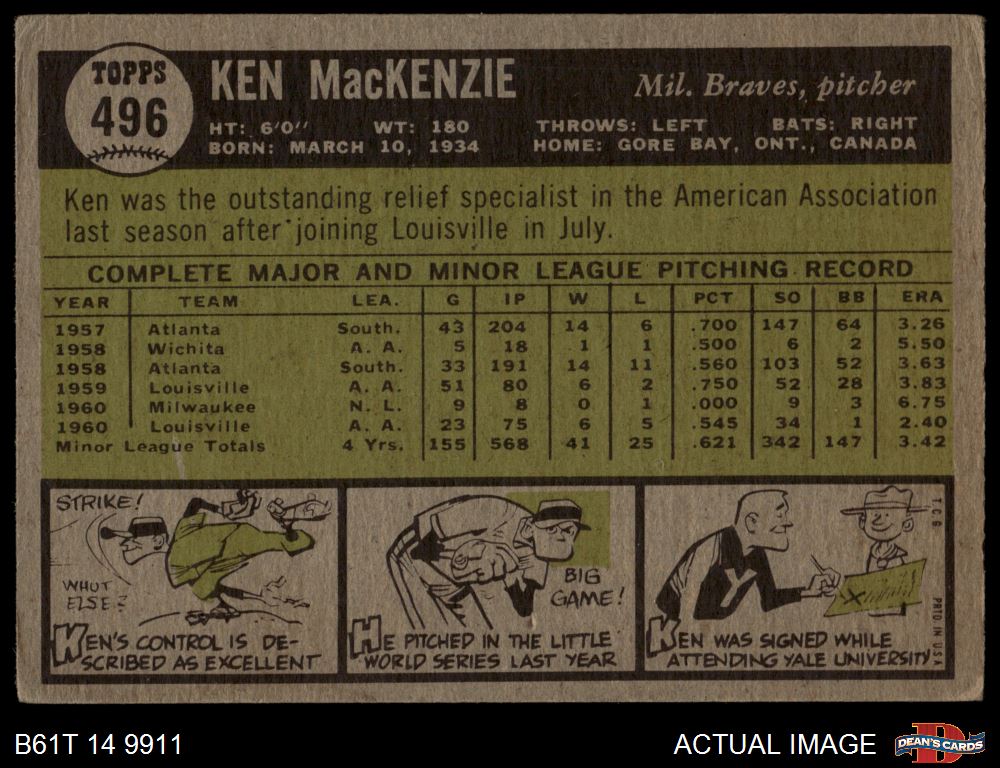 TOPPS
496
KEN MacKENZIE
Mil. Braves, pitcher
HT: 6'0" WT: 180 THROWS: LEFT BATS: RIGHT
BORN: MARCH 10, 1934 HOME: GORE BAY, ONT., CANADA
Ken was the outstanding relief specialist in the American Association
last season after joining Louisville in July.
COMPLETE MAJOR AND MINOR LEAGUE PITCHING RECORD
YEAR TEAM LEA. G IP W L PCT SO BB ERA
1957 Atlanta South. 43 204 14 6 .700 147 64 3.26
1958 Wichita A. A. 5 18 1 1 .500 6 2 5.50
1958 Atlanta South. 33 191 14 11 .560 103 52 3.63
1959 Louisville A. A. 51 80 6 2 .750 52 28 3.83
1960 Milwaukee N. L. 9 8 0 1 .000 9 3 6.75
1960 Louisville A. A. 23 75 6 5 .545 34 1 2.40
Minor League Totals 4 Yrs. 155 568 41 25 .621 342 147 3.42
STRIKE!
WHUT
ELSE?
KEN'S CONTROL IS DE-
SCRIBED AS EXCELLENT
BIG
GAME!
HE PITCHED IN THE LITTLE
WORLD SERIES LAST YEAR
Y
X
KEN WAS SIGNED WHILE
ATTENDING YALE UNIVERSITY
T.C.G.
PRTD. IN U.S.A.
B61T 14 9911
ACTUAL IMAGE
D
DEAN'S CARDS